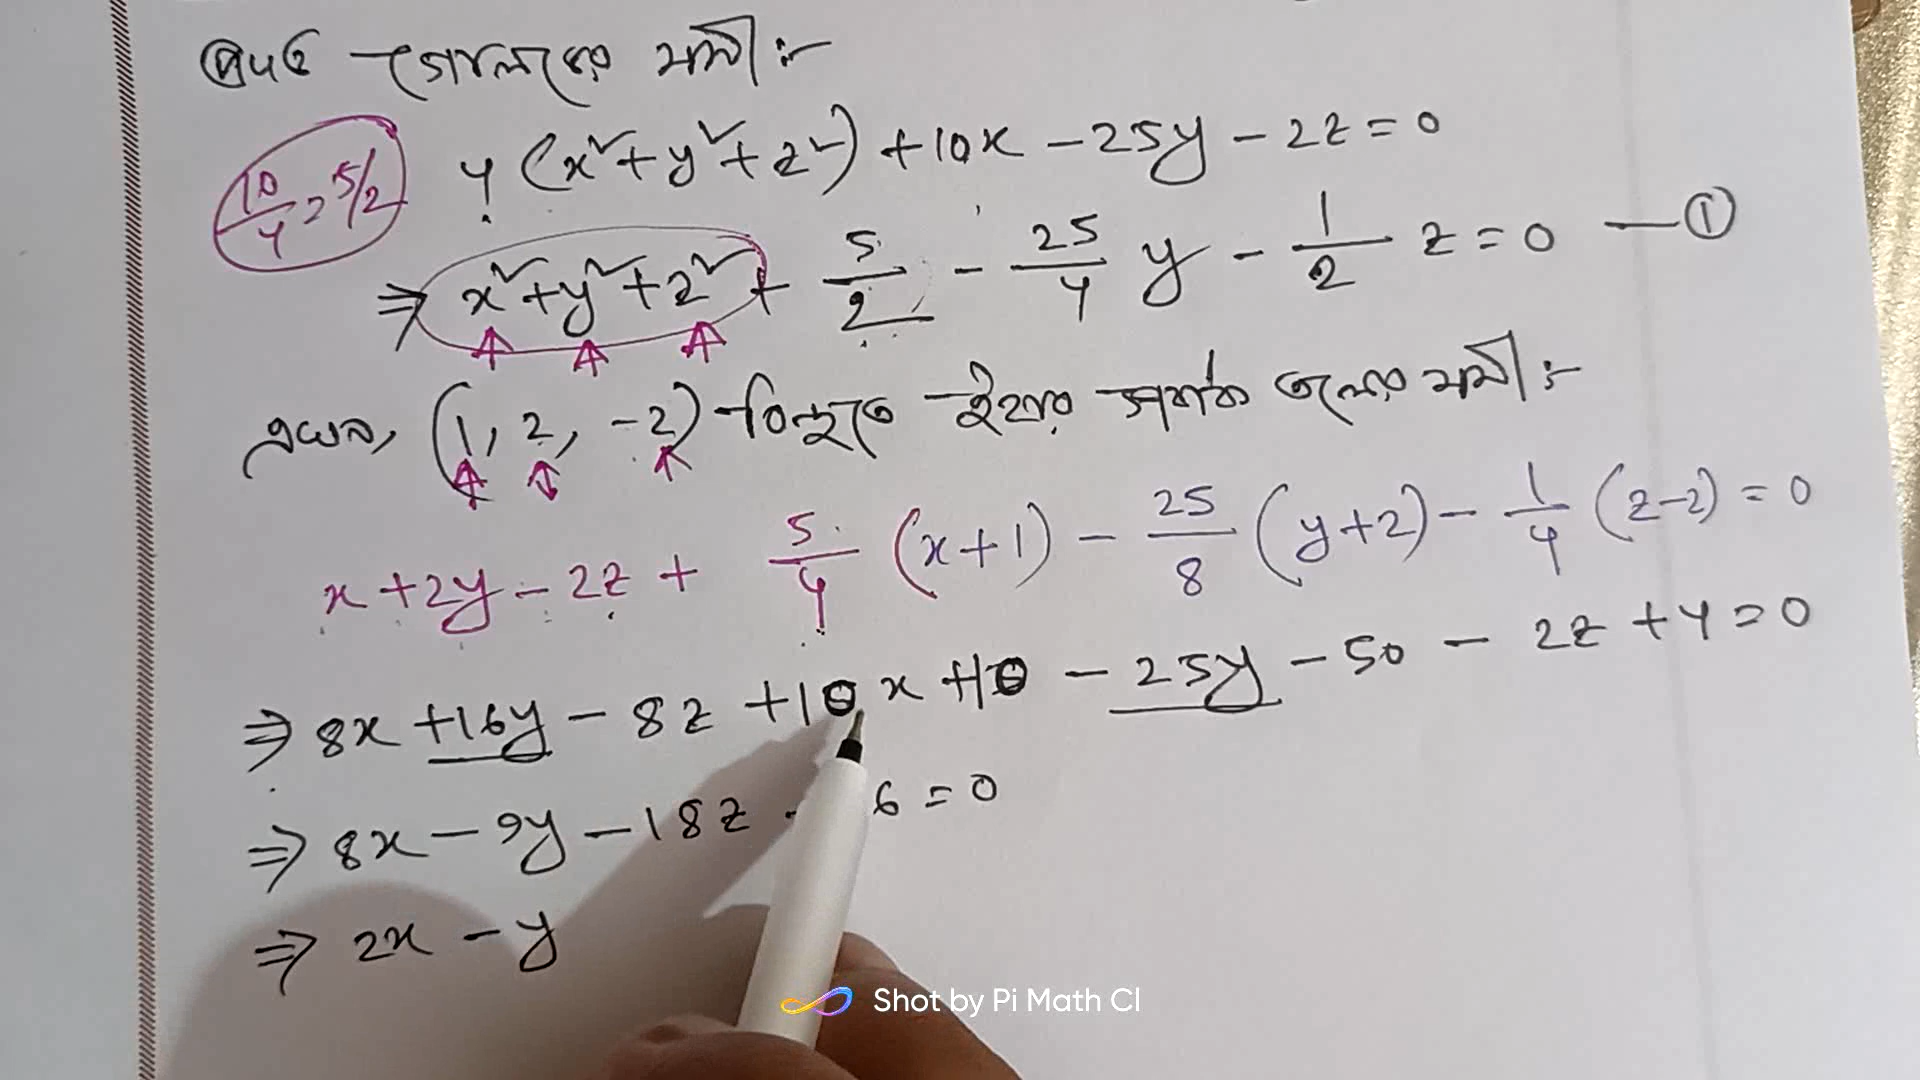 প্রদত্ত গোলকের সমী:-
4(x²+y²+z²)+10x-25y-2z=0
10/4=5/2
⇒ x²+y²+z²+ 5/2 - 25/4 y - 1/2 z=0 —①
এখন, (1, 2, -2) বিন্দুতে ইহার স্পর্শক তলের সমী:-
x+2y-2z+ 5/4 (x+1)- 25/8 (y+2)- 1/4 (z-2)=0
⇒ 8x+16y-8z+10x+10-25y-50-2z+4=0
⇒ 8x-9y-18z - 6=0
⇒ 2x-y
Shot by Pi Math Cl